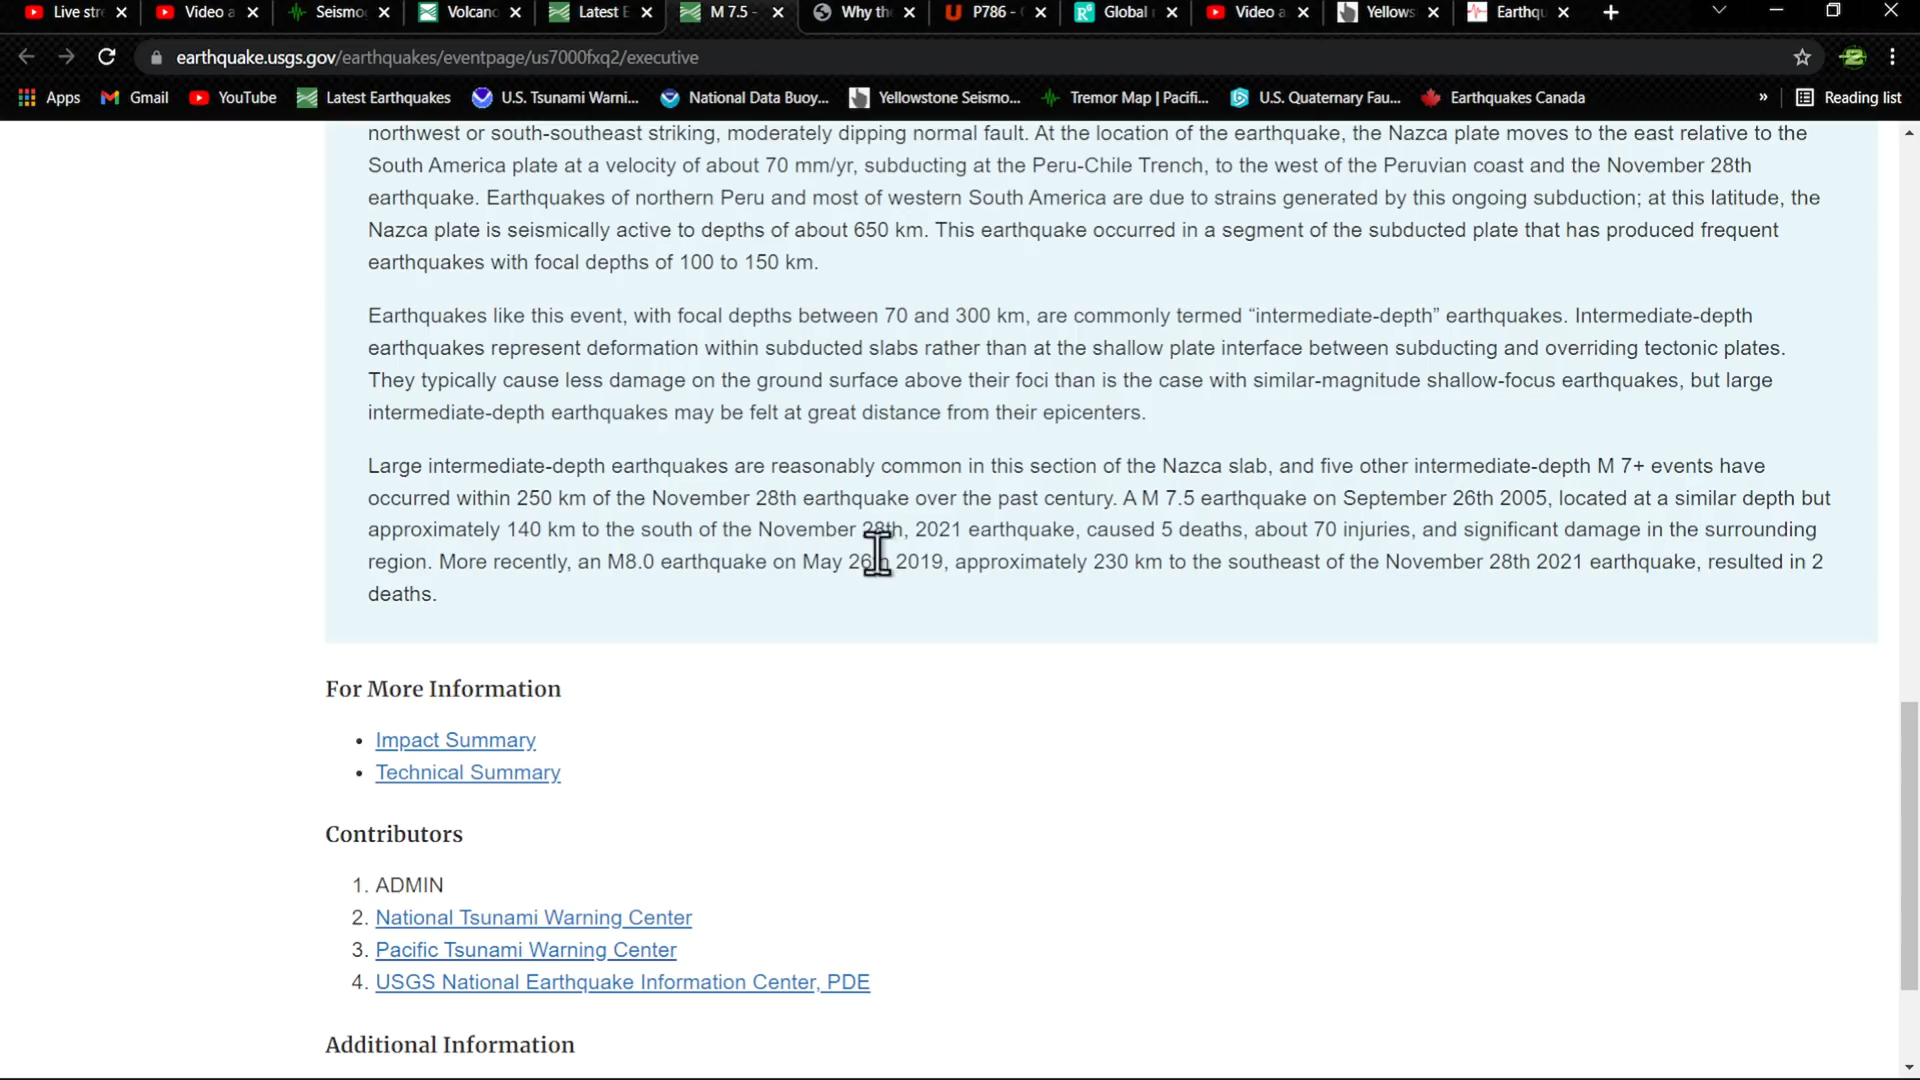 Live str
Video a
Seismo
Volcano
Latest E
M 7.5 -
Why the
P786 -
Global
Video a
Yellows
Earthqu
earthquake.usgs.gov/earthquakes/eventpage/us7000fxq2/executive
Apps
Gmail
YouTube
Latest Earthquakes
U.S. Tsunami Warni...
National Data Buoy...
Yellowstone Seismo...
Tremor Map | Pacifi...
U.S. Quaternary Fau...
Earthquakes Canada
»
Reading list
northwest or south-southeast striking, moderately dipping normal fault. At the location of the earthquake, the Nazca plate moves to the east relative to the
South America plate at a velocity of about 70 mm/yr, subducting at the Peru-Chile Trench, to the west of the Peruvian coast and the November 28th
earthquake. Earthquakes of northern Peru and most of western South America are due to strains generated by this ongoing subduction; at this latitude, the
Nazca plate is seismically active to depths of about 650 km. This earthquake occurred in a segment of the subducted plate that has produced frequent
earthquakes with focal depths of 100 to 150 km.
Earthquakes like this event, with focal depths between 70 and 300 km, are commonly termed “intermediate-depth” earthquakes. Intermediate-depth
earthquakes represent deformation within subducted slabs rather than at the shallow plate interface between subducting and overriding tectonic plates.
They typically cause less damage on the ground surface above their foci than is the case with similar-magnitude shallow-focus earthquakes, but large
intermediate-depth earthquakes may be felt at great distance from their epicenters.
Large intermediate-depth earthquakes are reasonably common in this section of the Nazca slab, and five other intermediate-depth M 7+ events have
occurred within 250 km of the November 28th earthquake over the past century. A M 7.5 earthquake on September 26th 2005, located at a similar depth but
approximately 140 km to the south of the November 28th, 2021 earthquake, caused 5 deaths, about 70 injuries, and significant damage in the surrounding
region. More recently, an M8.0 earthquake on May 26th 2019, approximately 230 km to the southeast of the November 28th 2021 earthquake, resulted in 2
deaths.
For More Information
• Impact Summary
• Technical Summary
Contributors
1. ADMIN
2. National Tsunami Warning Center
3. Pacific Tsunami Warning Center
4. USGS National Earthquake Information Center, PDE
Additional Information